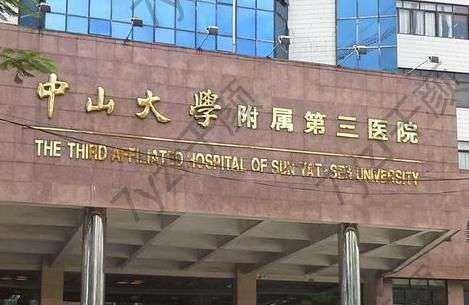 中山大學附属第三医院
THE THIRD AFFILIATED HOSPITAL OF SUN YAT-SEN UNIVERSITY